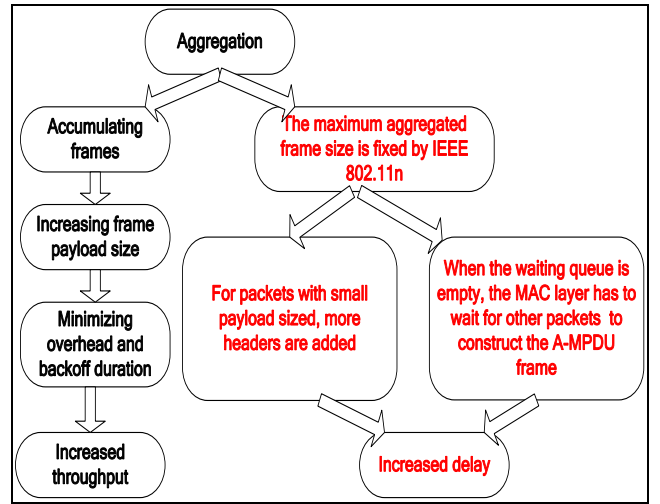 Aggregation
Accumulating
frames
The maximum aggregated
frame size is fixed by IEEE
802.11n
Increasing frame
payload size
For packets with small
payload sized, more
headers are added
When the waiting queue is
empty, the MAC layer has to
wait for other packets to
construct the A-MPDU
frame
Minimizing
overhead and
backoff duration
Increased
throughput
Increased delay